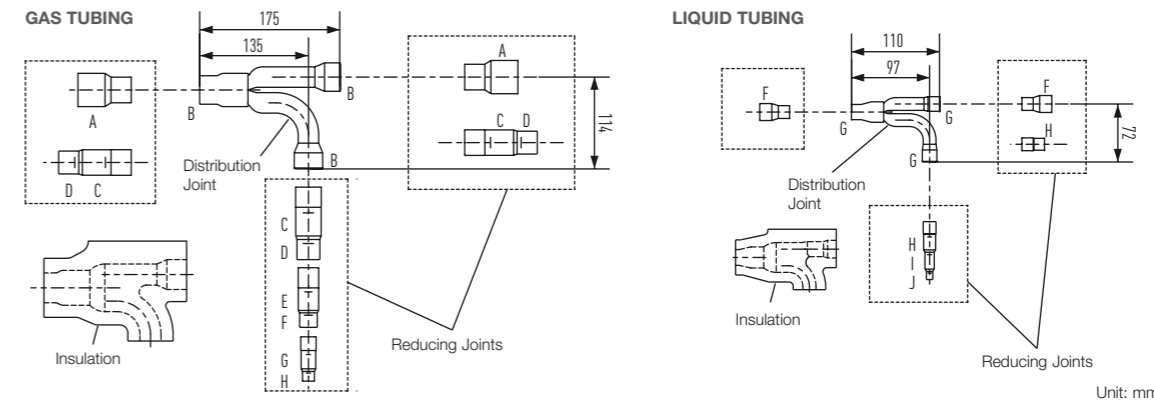 GAS TUBING
175
135
A
B
B
D C
Distribution
Joint
B
A
C D
114
C
D
E
F
G
H
Insulation
Reducing Joints
LIQUID TUBING
110
97
F
G
G
G
Distribution
Joint
F
H
72
H
I
J
Insulation
Reducing Joints
Unit: mm